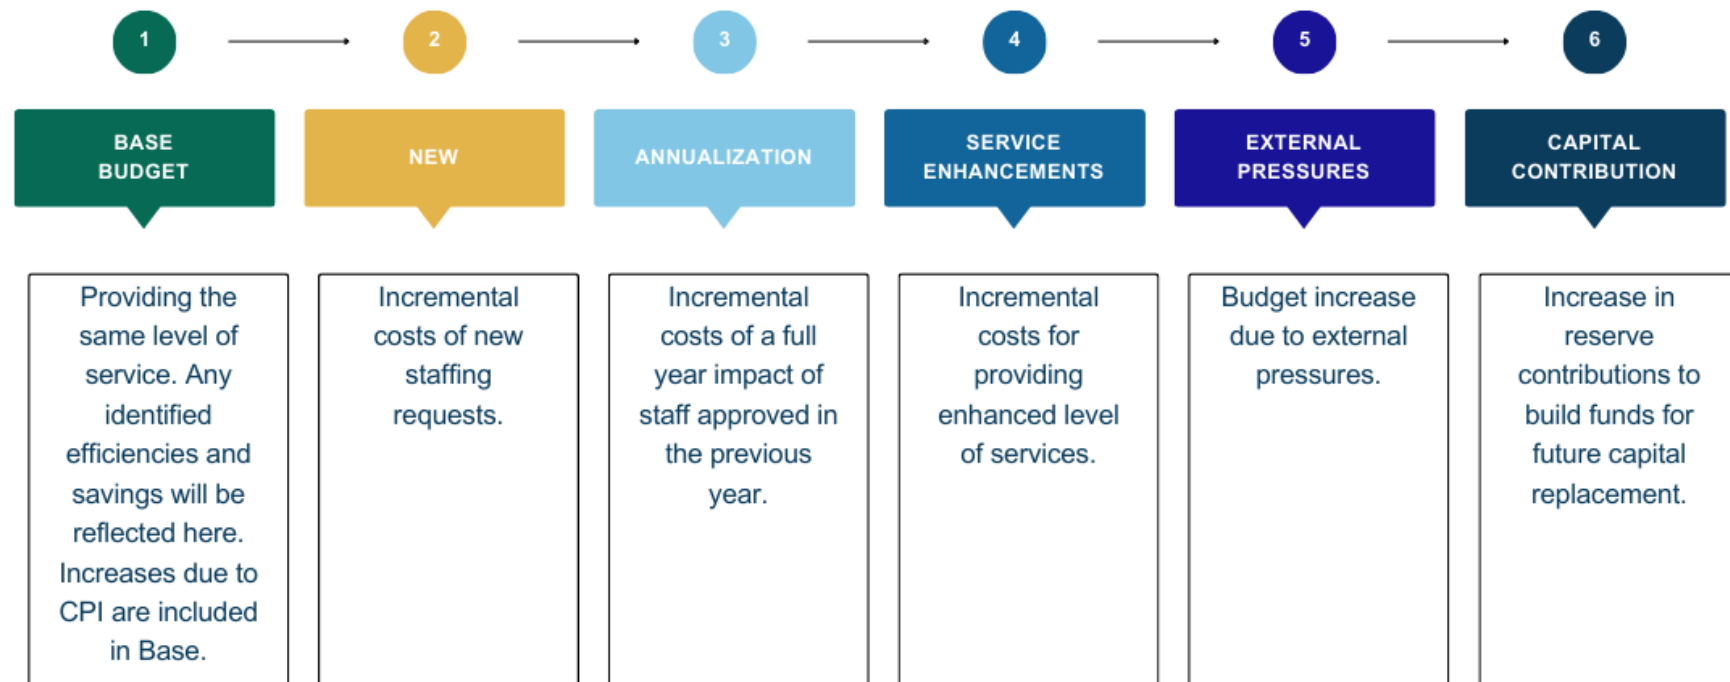 1
2
3
4
5
6
BASE
BUDGET
NEW
ANNUALIZATION
SERVICE
ENHANCEMENTS
EXTERNAL
PRESSURES
CAPITAL
CONTRIBUTION
Providing the
same level of
service. Any
identified
efficiencies and
savings will be
reflected here.
Increases due to
CPI are included
in Base.
Incremental
costs of new
staffing
requests.
Incremental
costs of a full
year impact of
staff approved in
the previous
year.
Incremental
costs for
providing
enhanced level
of services.
Budget increase
due to external
pressures.
Increase in
reserve
contributions to
build funds for
future capital
replacement.